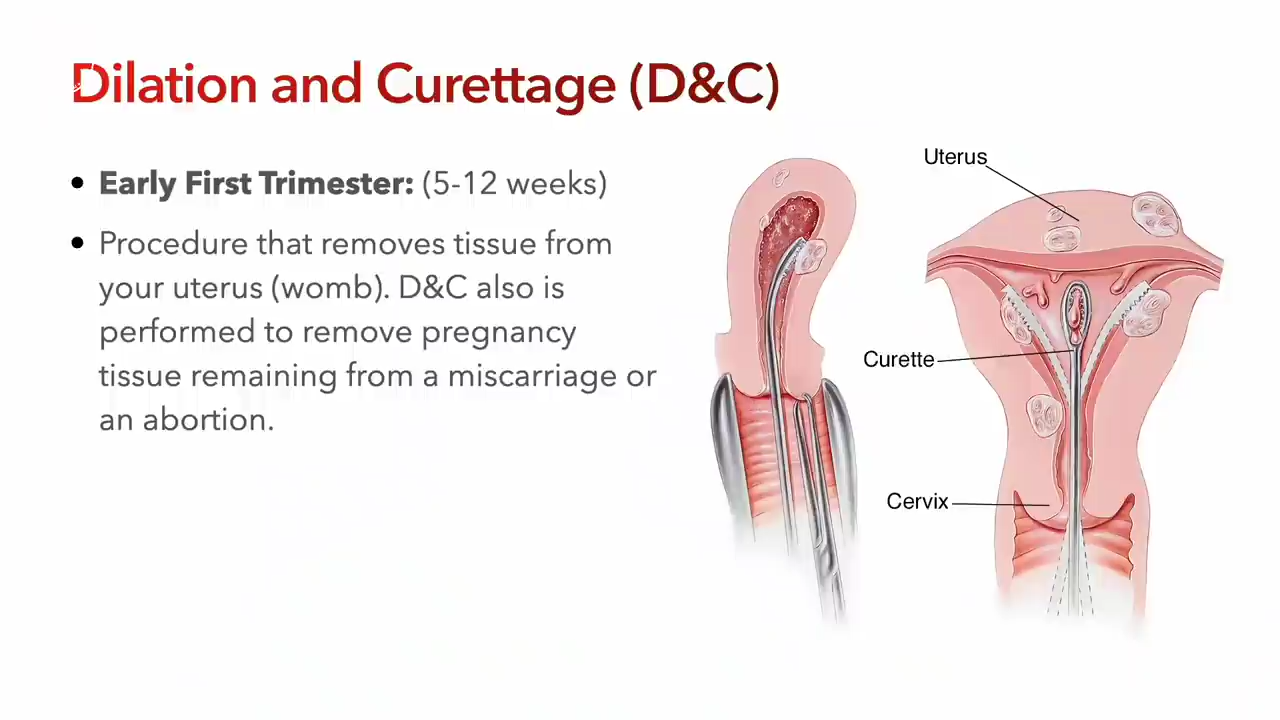 Dilation and Curettage (D&C)
• Early First Trimester: (5-12 weeks)
• Procedure that removes tissue from
your uterus (womb). D&C also is
performed to remove pregnancy
tissue remaining from a miscarriage or
an abortion.
Uterus
Curette
Cervix